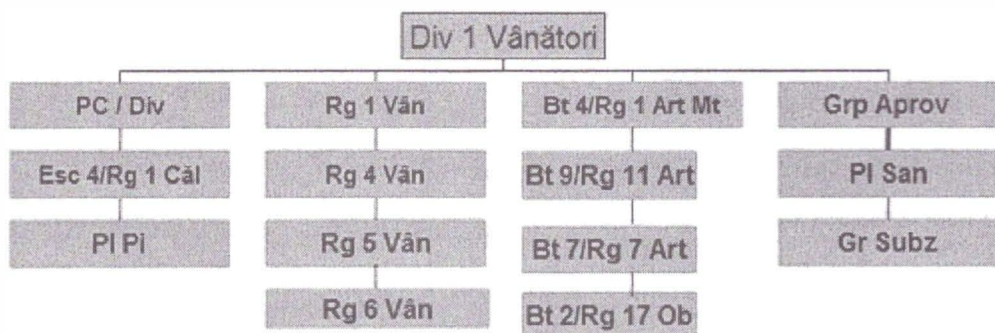 Div 1 Vânători
PC / Div
Esc 4/Rg 1 Căl
Pl Pi
Rg 1 Vân
Rg 4 Vân
Rg 5 Vân
Rg 6 Vân
Bt 4/Rg 1 Art Mt
Bt 9/Rg 11 Art
Bt 7/Rg 7 Art
Bt 2/Rg 17 Ob
Grp Aprov
Pl San
Gr Subz